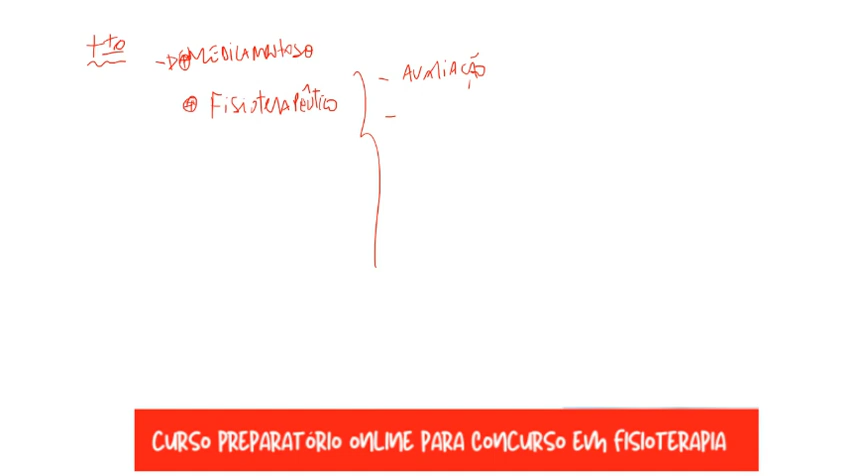 tto
- MEDICAMENTOSO
⊕ FISIOTERAPÊUTICO
- AVALIAÇÃO
-
CURSO PREPARATÓRIO ONLINE PARA CONCURSO EM FISIOTERAPIA